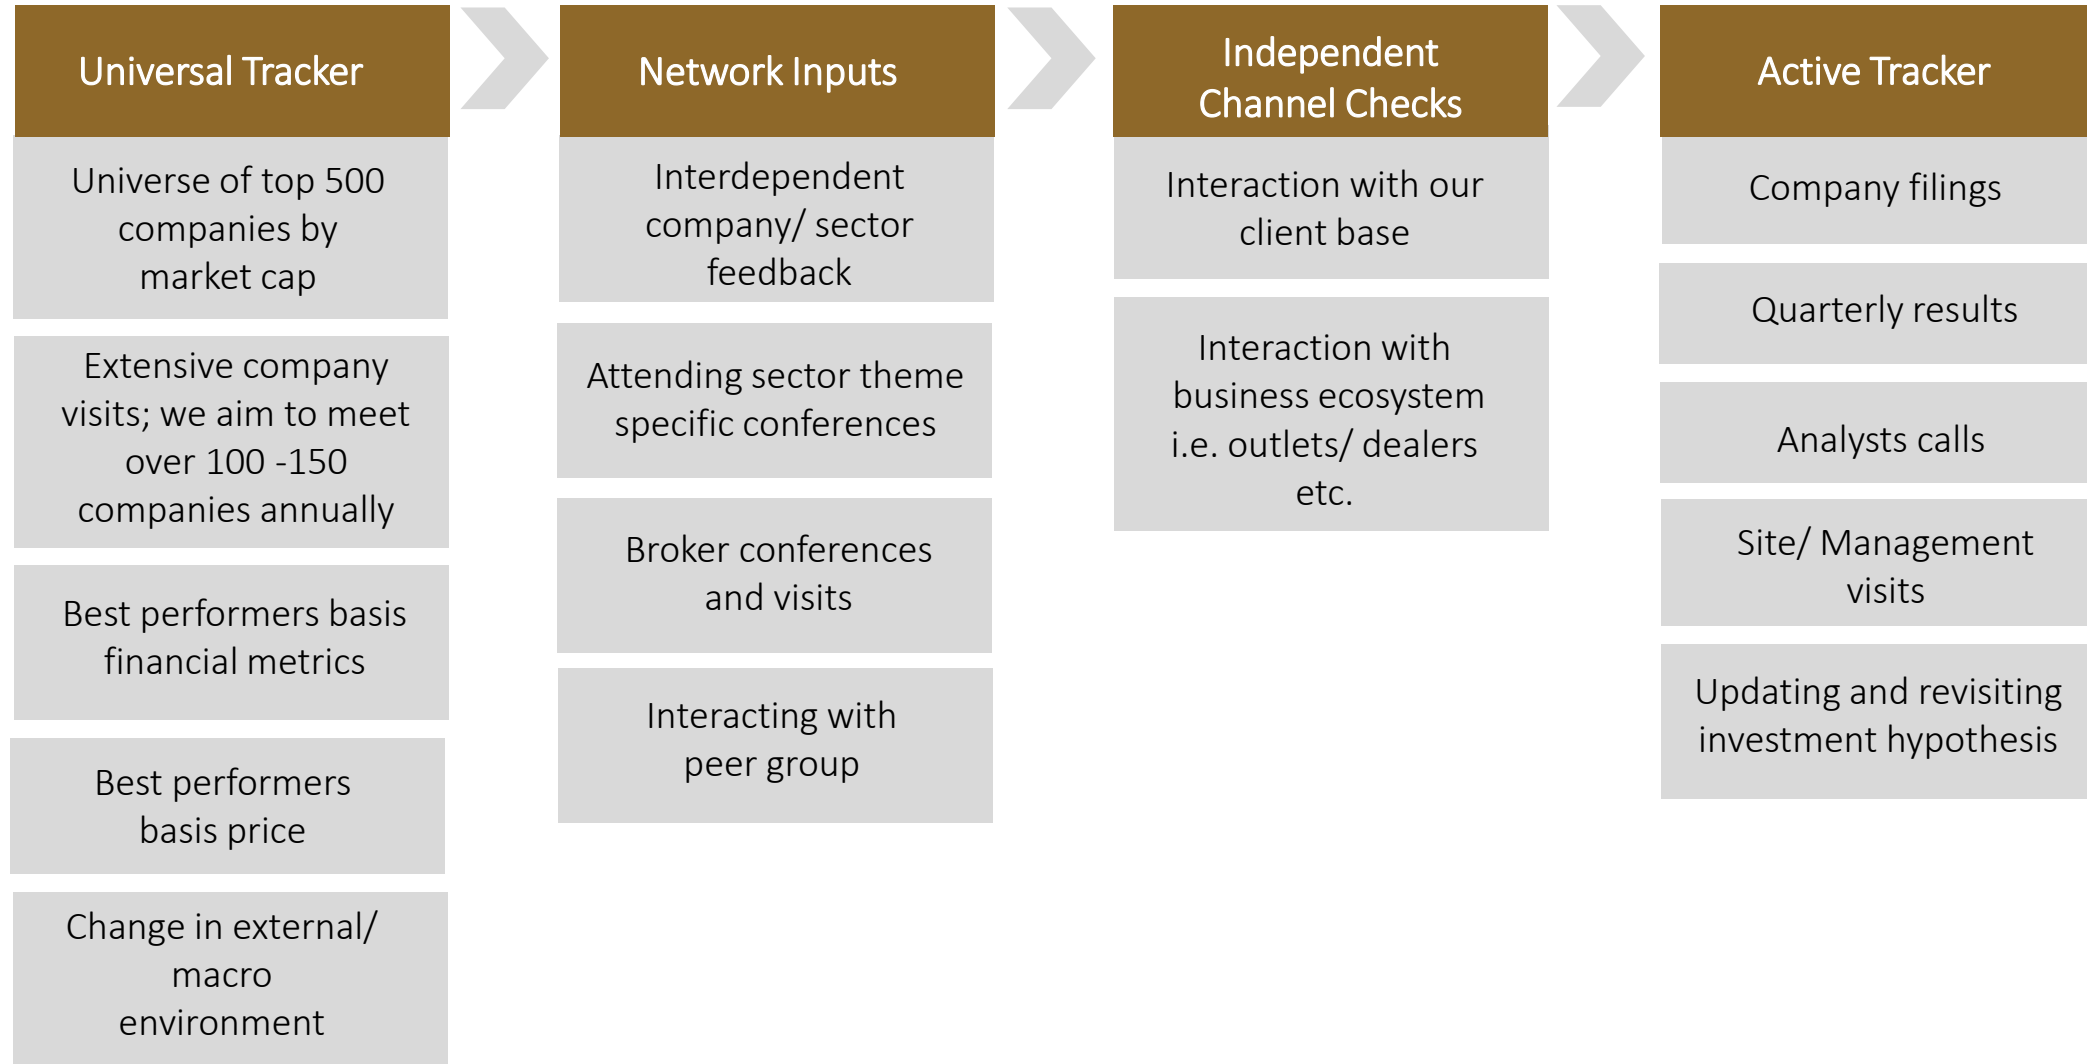 Universal Tracker
Universe of top 500
companies by
market cap
Extensive company
visits; we aim to meet
over 100 -150
companies annually
Best performers basis
financial metrics
Best performers
basis price
Change in external/
macro
environment
Network Inputs
Interdependent
company/ sector
feedback
Attending sector theme
specific conferences
Broker conferences
and visits
Interacting with
peer group
Independent
Channel Checks
Interaction with our
client base
Interaction with
business ecosystem
i.e. outlets/ dealers
etc.
Active Tracker
Company filings
Quarterly results
Analysts calls
Site/ Management
visits
Updating and revisiting
investment hypothesis